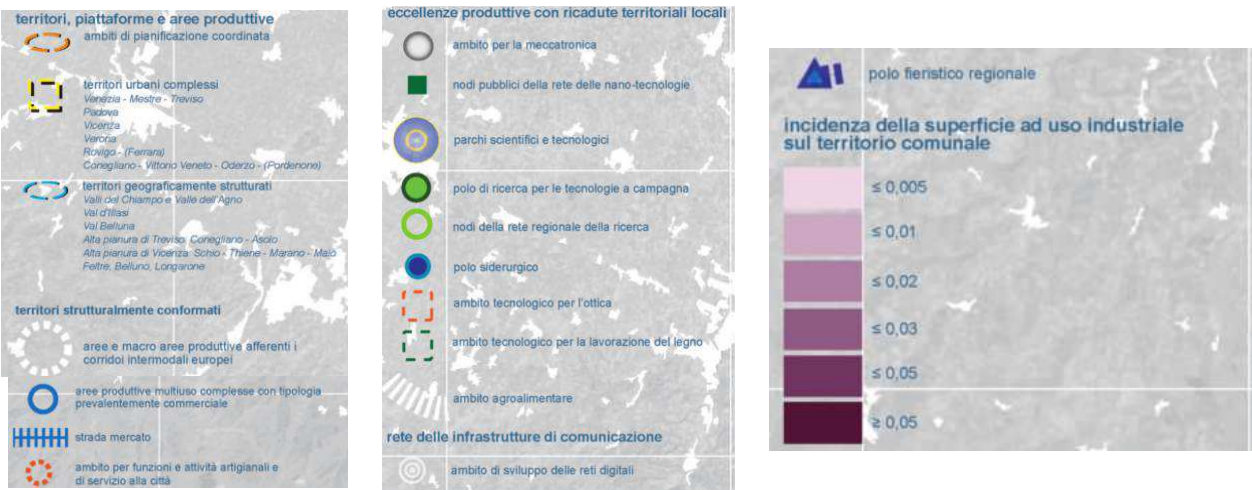 territori, piattaforme e aree produttive
ambiti di pianificazione coordinata
territori urbani complessi
Venezia - Mestre - Treviso
Padova
Vicenza
Verona
Rovigo - (Ferrara)
Conegliano - Vittorio Veneto - Oderzo - (Pordenone)
territori geograficamente strutturati
Valli del Chiampo e Valle dell'Agno
Val d'Illasi
Val Belluna
Alta pianura di Treviso: Conegliano - Asolo
Alta pianura di Vicenza: Schio - Thiene - Marano - Malo
Feltre, Belluno, Longarone
territori strutturalmente conformati
aree e macro aree produttive afferenti i
corridoi intermodali europei
aree produttive multiuso complesse con tipologia
prevalentemente commerciale
strada mercato
ambito per funzioni e attività artigianali e
di servizio alla città
eccellenze produttive con ricadute territoriali locali
ambito per la meccatronica
nodi pubblici della rete delle nano-tecnologie
parchi scientifici e tecnologici
polo di ricerca per le tecnologie a campagna
nodi della rete regionale della ricerca
polo siderurgico
ambito tecnologico per l'ottica
ambito tecnologico per la lavorazione del legno
ambito agroalimentare
rete delle infrastrutture di comunicazione
ambito di sviluppo delle reti digitali
polo fieristico regionale
incidenza della superficie ad uso industriale
sul territorio comunale
≤ 0,005
≤ 0,01
≤ 0,02
≤ 0,03
≤ 0,05
≥ 0,05